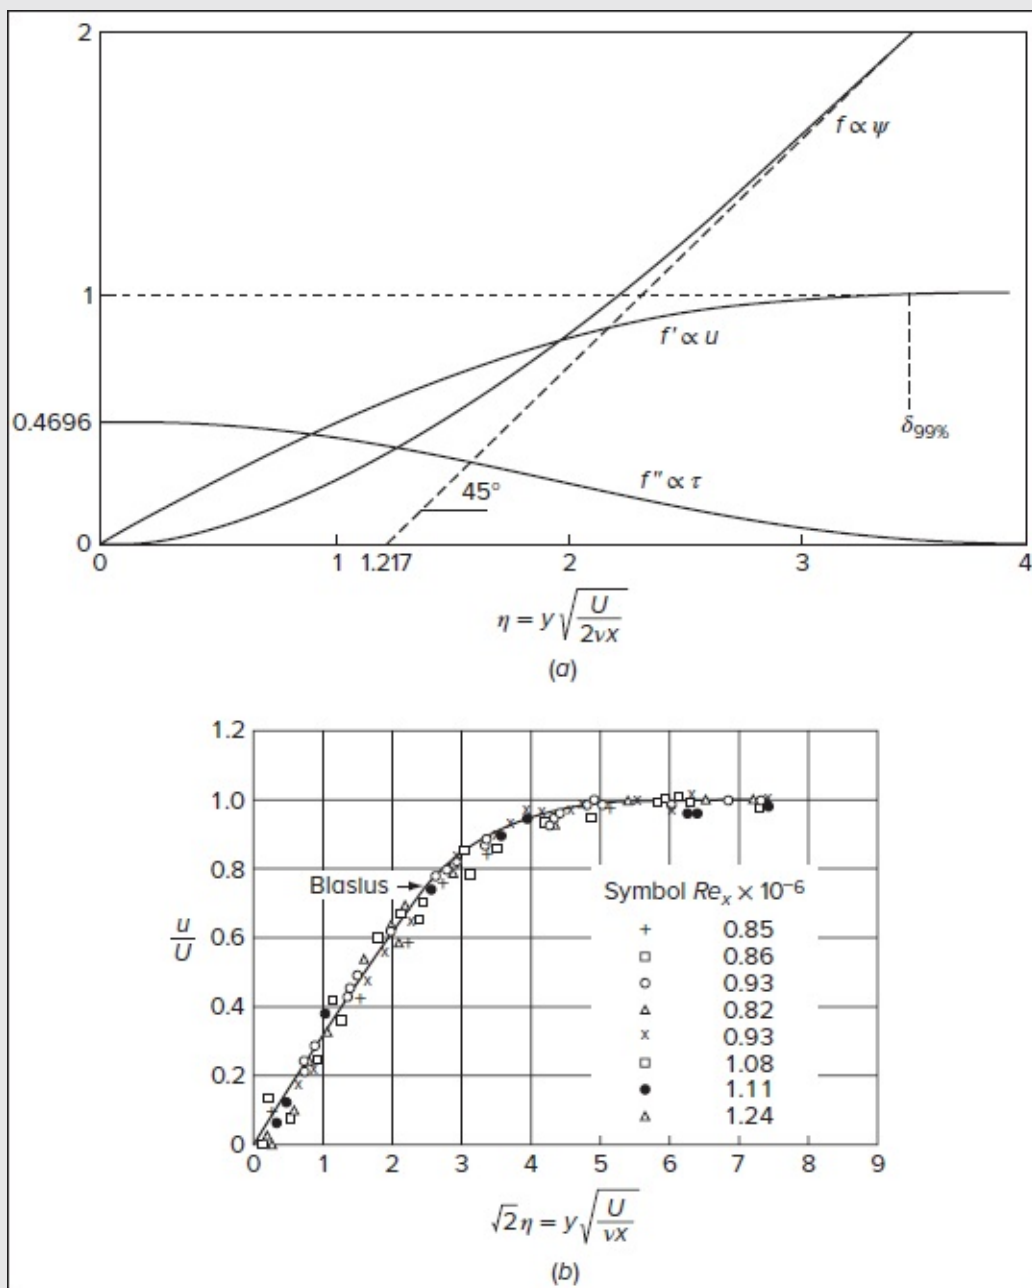 2
f ∝ ψ
1
f' ∝ u
δ99%
0.4696
f" ∝ τ
45°
0
0 1 1.217 2 3 4
η = y√(U/2νx)
(a)
1.2
1.0
0.8
0.6
0.4
0.2
0
u/U
Blaslus
Symbol Rex × 10⁻⁶
+ 0.85
□ 0.86
○ 0.93
△ 0.82
× 0.93
□ 1.08
● 1.11
△ 1.24
0 1 2 3 4 5 6 7 8 9
√2η = y√(U/νx)
(b)